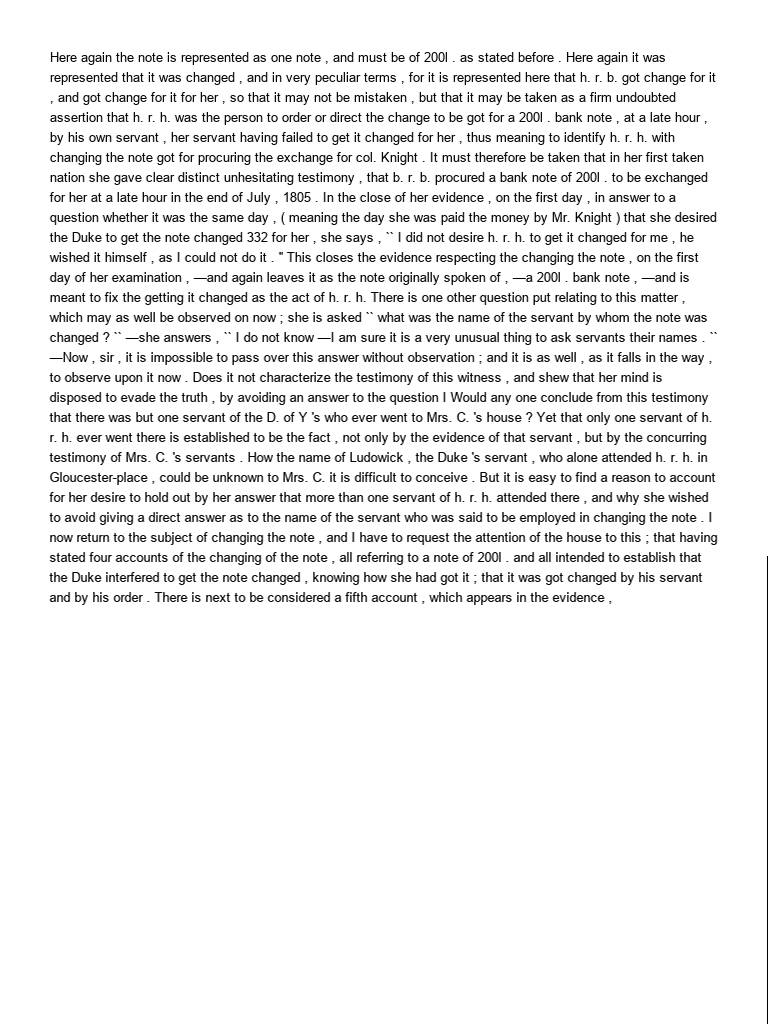 Here again the note is represented as one note , and must be of 200l . as stated before . Here again it was
represented that it was changed , and in very peculiar terms , for it is represented here that h. r. b. got change for it
, and got change for it for her , so that it may not be mistaken , but that it may be taken as a firm undoubted
assertion that h. r. h. was the person to order or direct the change to be got for a 200l . bank note , at a late hour ,
by his own servant , her servant having failed to get it changed for her , thus meaning to identify h. r. h. with
changing the note got for procuring the exchange for col. Knight . It must therefore be taken that in her first taken
nation she gave clear distinct unhesitating testimony , that b. r. b. procured a bank note of 200l . to be exchanged
for her at a late hour in the end of July , 1805 . In the close of her evidence , on the first day , in answer to a
question whether it was the same day , ( meaning the day she was paid the money by Mr. Knight ) that she desired
the Duke to get the note changed 332 for her , she says , `` I did not desire h. r. h. to get it changed for me , he
wished it himself , as I could not do it . " This closes the evidence respecting the changing the note , on the first
day of her examination , —and again leaves it as the note originally spoken of , —a 200l . bank note , —and is
meant to fix the getting it changed as the act of h. r. h. There is one other question put relating to this matter ,
which may as well be observed on now ; she is asked `` what was the name of the servant by whom the note was
changed ? `` —she answers , `` I do not know —I am sure it is a very unusual thing to ask servants their names . ``
—Now , sir , it is impossible to pass over this answer without observation ; and it is as well , as it falls in the way ,
to observe upon it now . Does it not characterize the testimony of this witness , and shew that her mind is
disposed to evade the truth , by avoiding an answer to the question I Would any one conclude from this testimony
that there was but one servant of the D. of Y 's who ever went to Mrs. C. 's house ? Yet that only one servant of h.
r. h. ever went there is established to be the fact , not only by the evidence of that servant , but by the concurring
testimony of Mrs. C. 's servants . How the name of Ludowick , the Duke 's servant , who alone attended h. r. h. in
Gloucester-place , could be unknown to Mrs. C. it is difficult to conceive . But it is easy to find a reason to account
for her desire to hold out by her answer that more than one servant of h. r. h. attended there , and why she wished
to avoid giving a direct answer as to the name of the servant who was said to be employed in changing the note . I
now return to the subject of changing the note , and I have to request the attention of the house to this ; that having
stated four accounts of the changing of the note , all referring to a note of 200l . and all intended to establish that
the Duke interfered to get the note changed , knowing how she had got it ; that it was got changed by his servant
and by his order . There is next to be considered a fifth account , which appears in the evidence ,